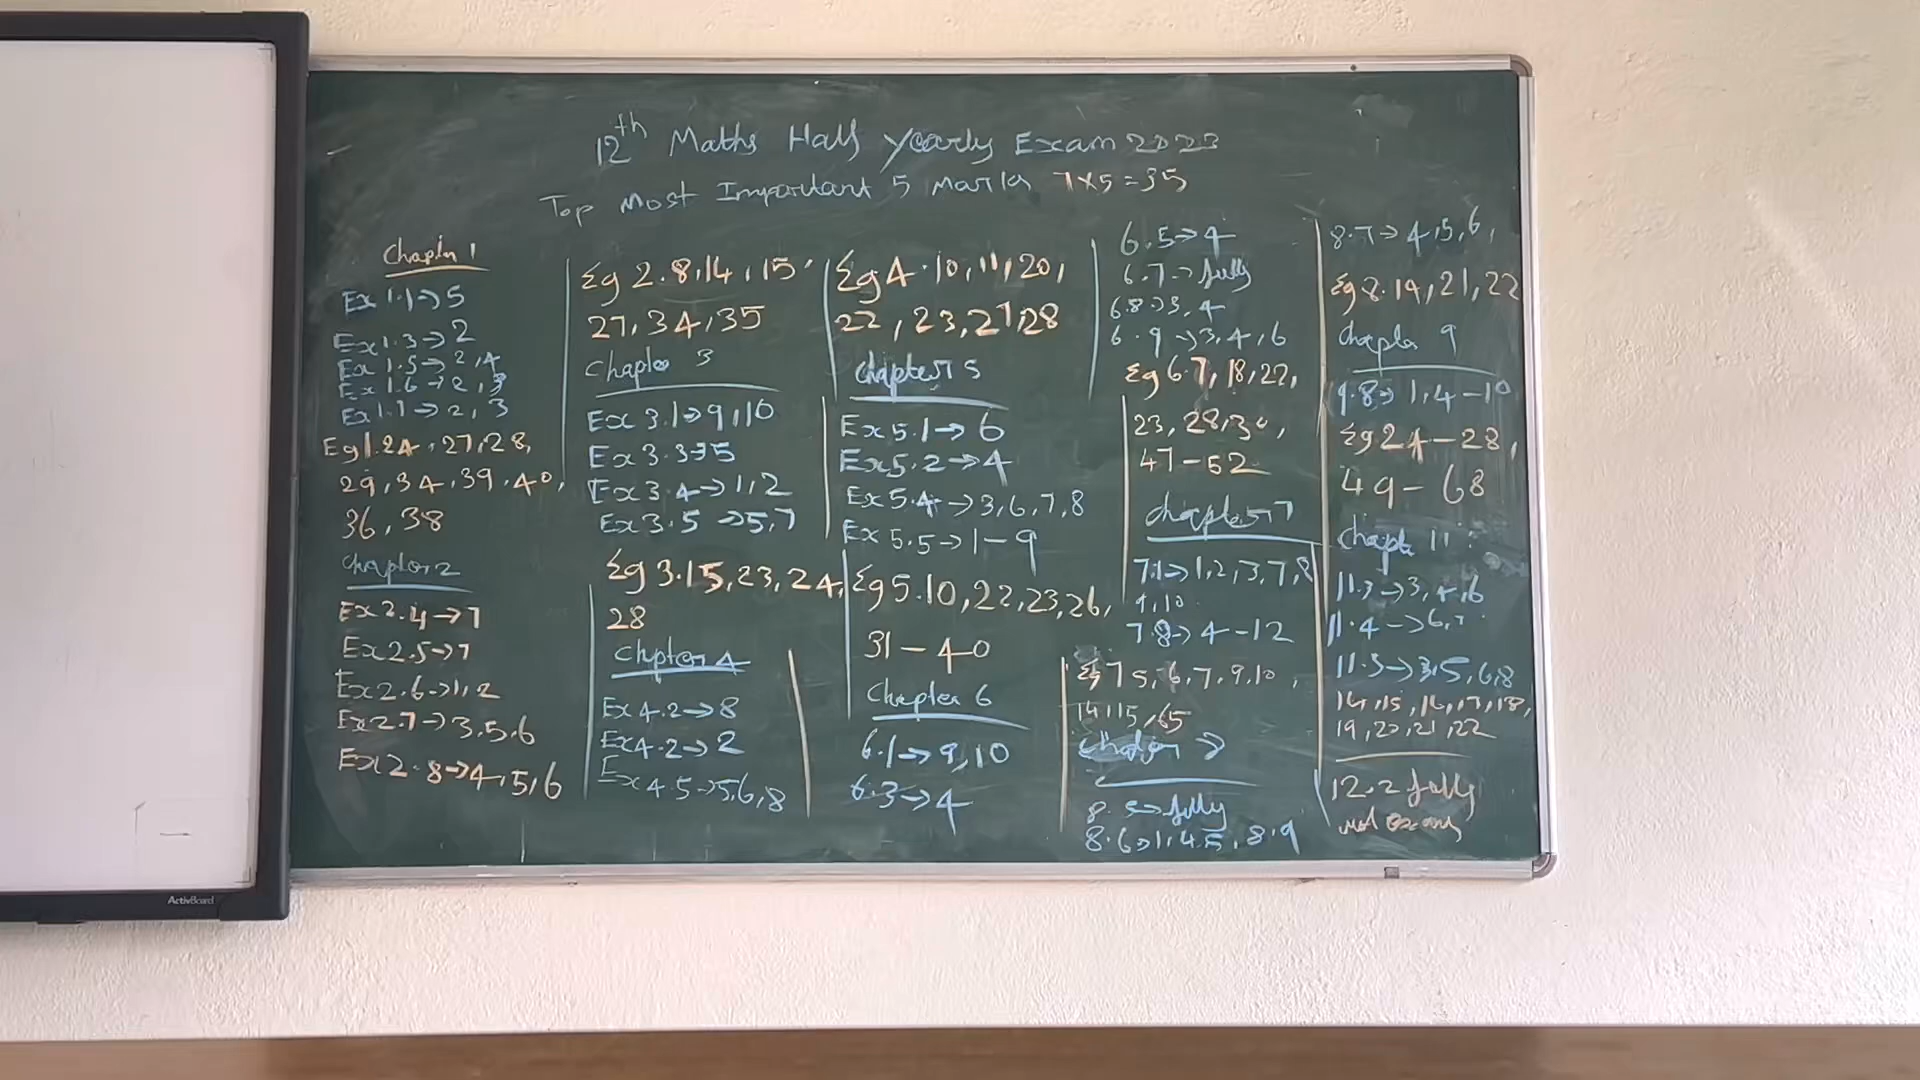 12th Maths Half Yearly Exam 2023
Top Most Important 5 Marks 7x5=35
Chapter 1
Ex 1.1→5
Ex 1.3→2
Ex 1.5→2,4
Ex 1.6→2,3
Ex 1.7→2,3
Eg 1.24,27,28,
29,34,39,40,
36,38
Chapter 2
Ex 2.4→7
Ex 2.5→7
Ex 2.6→1,2
Ex 2.7→3,5,6
Ex 2.8→4,5,6
Eg 2.8,14,15,
27,34,35
Chapter 3
Ex 3.1→9,10
Ex 3.3→5
Ex 3.4→1,2
Ex 3.5→5,7
Eg 3.15,23,24,
28
Chpter 4
Ex 4.2→8
Ex 4.2→2
Ex 4.5→5,6,8
Eg 4.10,11,20,
22,23,27,28
Chapter 5
Ex 5.1→6
Ex 5.2→4
Ex 5.4→3,6,7,8
Ex 5.5→1-9
Eg 5.10,22,23,26,
31-40
Chapter 6
6.1→9,10
6.3→4
6.5→4
6.7→fully
6.8→3,4
6.9→3,4,6
Eg 6.7,18,22,
23,28,30,
47-52
Chapter 7
7.1→1,2,3,7,8
9,10
7.8→4-12
Eg 7 5,6,7,9,10,
14,15,65
8.→fully
8.6→1,4,5,8,9
8.7→4,5,6,
Eg 8.14,21,22
Chapter 9
9.8→1,4-10
Eg 24-28,
49-68
Chapt 11
11.3→3,4,6
11.4→6,7
11.3→3,5,6,8
14,15,16,17,18,
19,20,21,22
12.2 fully
ActivBoard